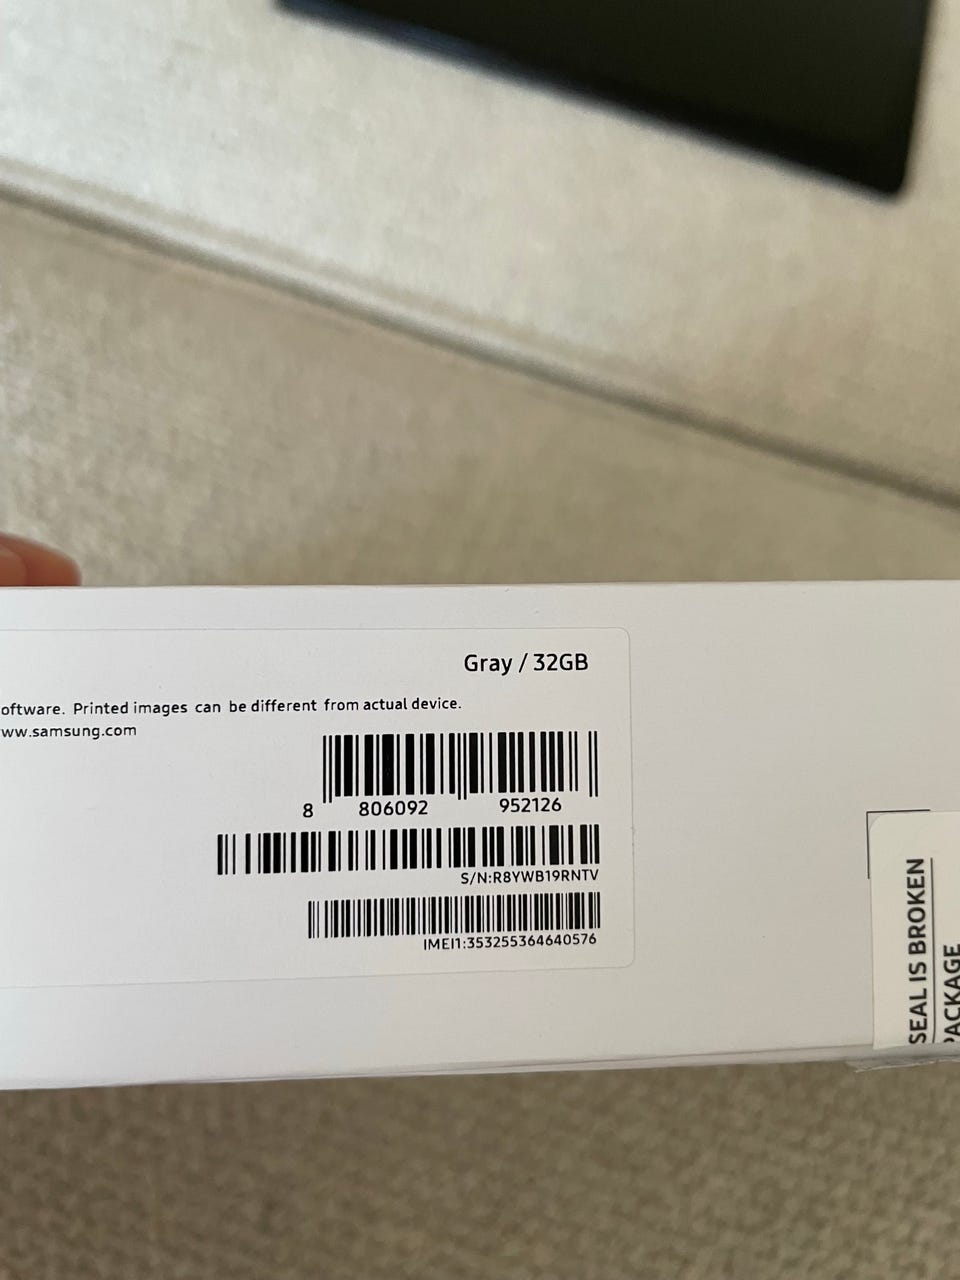 Gray / 32GB
oftware. Printed images can be different from actual device.
ww.samsung.com
8 806092 952126
S/N:R8YWB19RNTV
IMEI1:353255364640576
SEAL IS BROKEN
PACKAGE